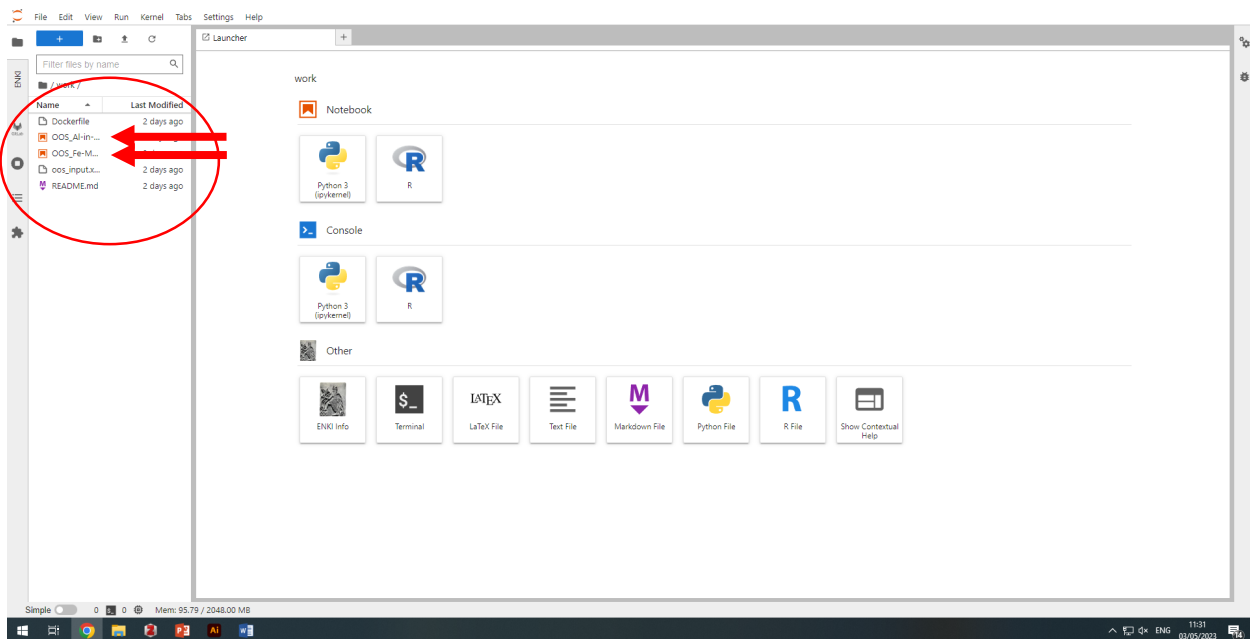 File Edit View Run Kernel Tabs Settings Help
+
Launcher
+
Filter files by name
/ work /
Name Last Modified
Dockerfile 2 days ago
OOS_Al-in-...
OOS_Fe-M...
oos_input.x... 2 days ago
README.md 2 days ago
ENKI
work
Notebook
Python 3
(ipykernel)
R
Console
Python 3
(ipykernel)
R
Other
ENKI Info
$_
Terminal
LATEX
LaTeX File
Text File
M
Markdown File
Python File
R
R File
Show Contextual
Help
Simple 0 $_ 0 Mem: 95.79 / 2048.00 MB
Ai
ENG
11:31
03/05/2023